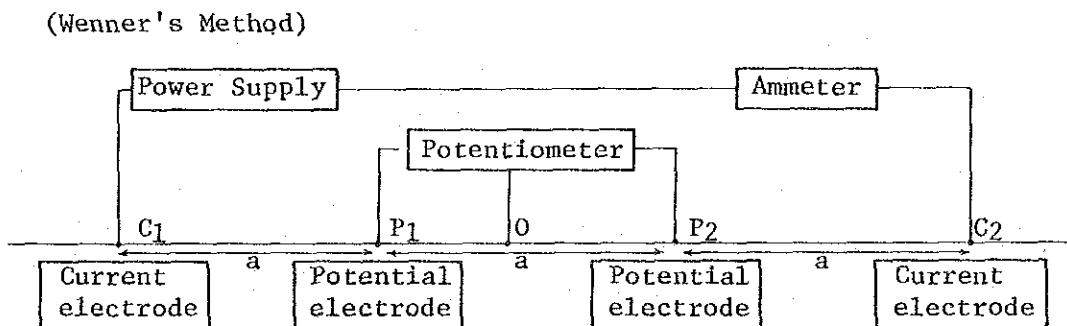 (Wenner's Method)
Power Supply
Ammeter
Potentiometer
C1
P1
O
P2
C2
a
a
a
Current
electrode
Potential
electrode
Potential
electrode
Current
electrode